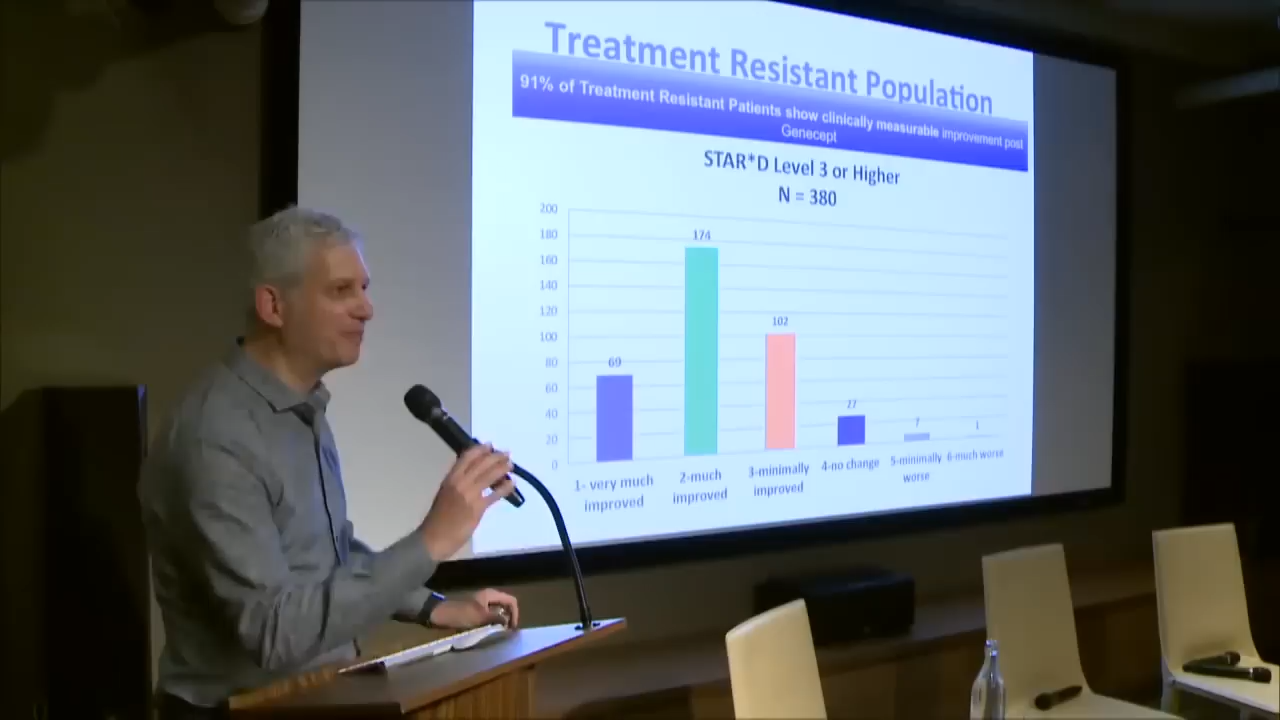 Treatment Resistant Population
91% of Treatment Resistant Patients show clinically measurable improvement post
Genecept
STAR*D Level 3 or Higher
N = 380
200
180
160
140
120
100
80
60
40
20
0
69
174
102
27
7
1
1- very much
improved
2-much
improved
3-minimally
improved
4-no change
5-minimally
worse
6-much worse